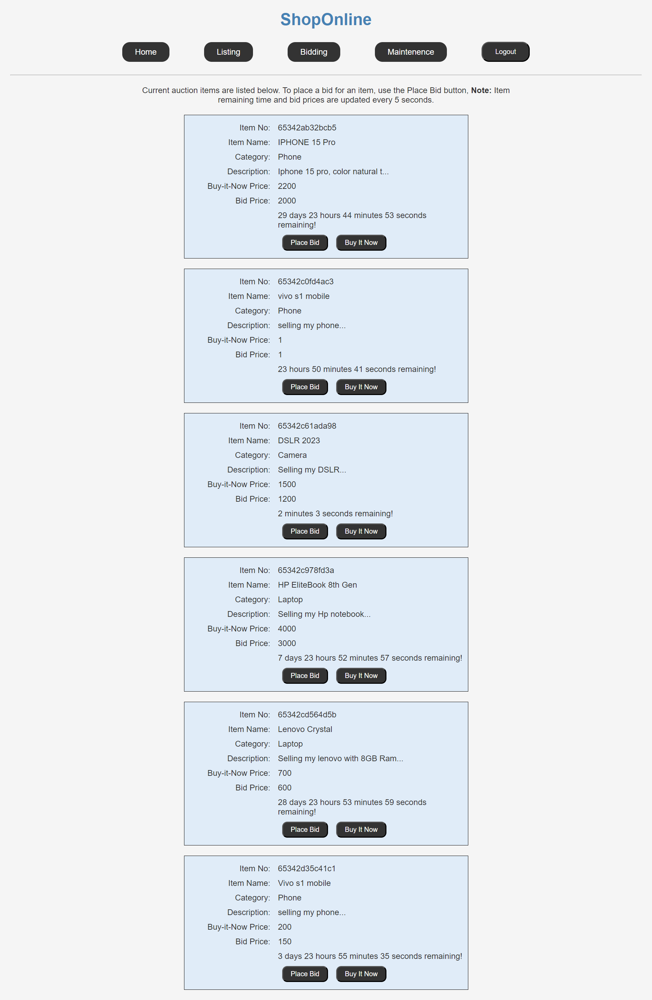 ShopOnline
Home Listing Bidding Maintenence Logout
Current auction items are listed below. To place a bid for an item, use the Place Bid button, Note: Item
remaining time and bid prices are updated every 5 seconds.
Item No: 65342ab32bcb5
Item Name: IPHONE 15 Pro
Category: Phone
Description: Iphone 15 pro, color natural t...
Buy-it-Now Price: 2200
Bid Price: 2000
29 days 23 hours 44 minutes 53 seconds
remaining!
Place Bid Buy It Now
Item No: 65342c0fd4ac3
Item Name: vivo s1 mobile
Category: Phone
Description: selling my phone...
Buy-it-Now Price: 1
Bid Price: 1
23 hours 50 minutes 41 seconds remaining!
Place Bid Buy It Now
Item No: 65342c61ada98
Item Name: DSLR 2023
Category: Camera
Description: Selling my DSLR...
Buy-it-Now Price: 1500
Bid Price: 1200
2 minutes 3 seconds remaining!
Place Bid Buy It Now
Item No: 65342c978fd3a
Item Name: HP EliteBook 8th Gen
Category: Laptop
Description: Selling my Hp notebook...
Buy-it-Now Price: 4000
Bid Price: 3000
7 days 23 hours 52 minutes 57 seconds remaining!
Place Bid Buy It Now
Item No: 65342cd564d5b
Item Name: Lenovo Crystal
Category: Laptop
Description: Selling my lenovo with 8GB Ram...
Buy-it-Now Price: 700
Bid Price: 600
28 days 23 hours 53 minutes 59 seconds
remaining!
Place Bid Buy It Now
Item No: 65342d35c41c1
Item Name: Vivo s1 mobile
Category: Phone
Description: selling my phone...
Buy-it-Now Price: 200
Bid Price: 150
3 days 23 hours 55 minutes 35 seconds remaining!
Place Bid Buy It Now